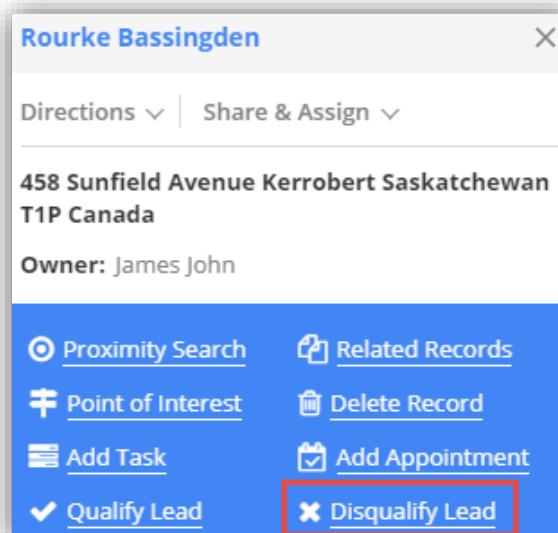 Rourke Bassingden
Directions Share & Assign
458 Sunfield Avenue Kerrobert Saskatchewan
T1P Canada
Owner: James John
Proximity Search Related Records
Point of Interest Delete Record
Add Task Add Appointment
Qualify Lead Disqualify Lead